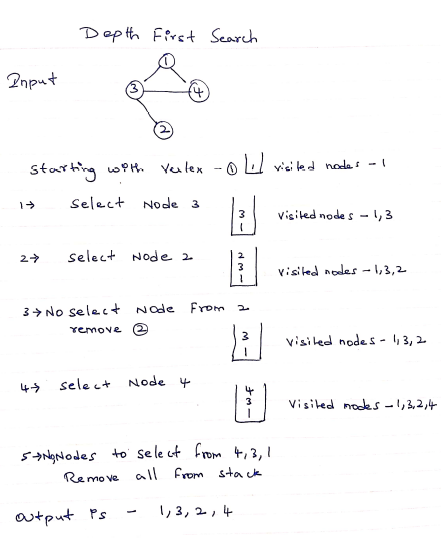 Depth First Search
Input
1
3
4
2
Starting with Vertex - ① 1 visited nodes - 1
1→ Select Node 3
3
1
Visited nodes - 1,3
2→ Select Node 2
2
3
1
Visited nodes - 1,3,2
3→ No select Node From 2
remove ②
3
1
Visited nodes - 1,3,2
4→ Select Node 4
4
3
1
Visited nodes - 1,3,2,4
5→ No Nodes to select from 4,3,1
Remove all from stack
Output is - 1,3,2,4